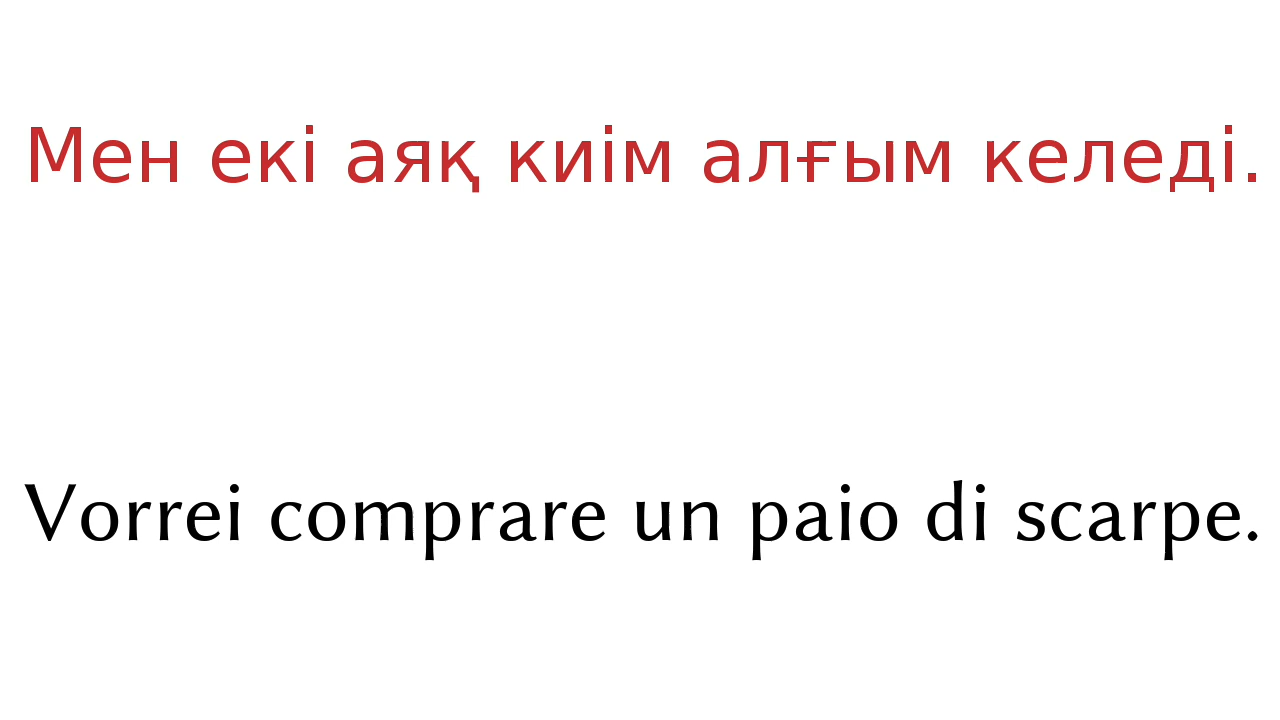 Мен екі аяқ киім алғым келеді.
Vorrei comprare un paio di scarpe.